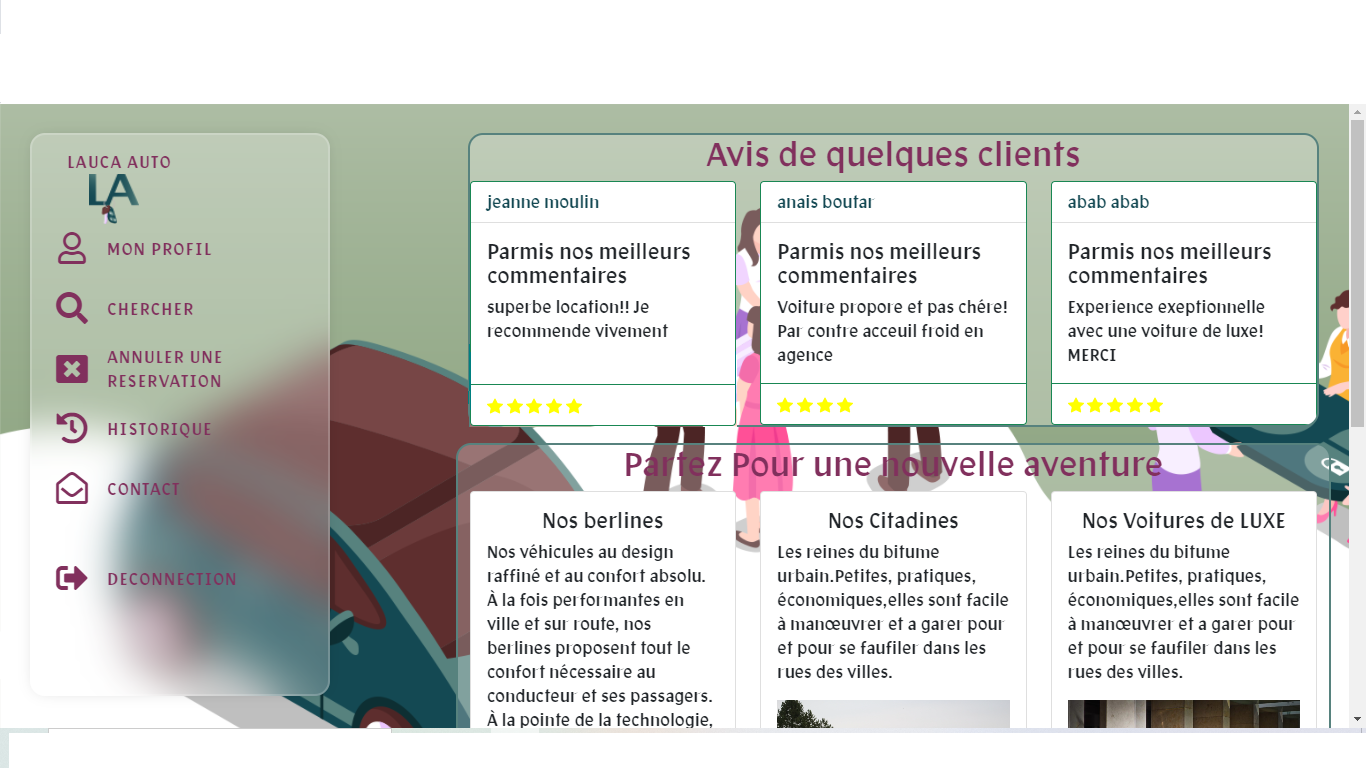 LAUCA AUTO
LA
MON PROFIL
CHERCHER
ANNULER UNE
RESERVATION
HISTORIQUE
CONTACT
DECONNECTION
Avis de quelques clients
jeanne moulin
Parmis nos meilleurs
commentaires
superbe location!! Je
recommende vivement
anais boufar
Parmis nos meilleurs
commentaires
Voiture propore et pas chére!
Par contre acceuil froid en
agence
abab abab
Parmis nos meilleurs
commentaires
Experience exeptionnelle
avec une voiture de luxe!
MERCI
Partez Pour une nouvelle aventure
Nos berlines
Nos véhicules au design
raffiné et au confort absolu.
À la fois performantes en
ville et sur route, nos
berlines proposent tout le
confort nécessaire au
conducteur et ses passagers.
À la pointe de la technologie,
Nos Citadines
Les reines du bitume
urbain.Petites, pratiques,
économiques,elles sont facile
à manœuvrer et a garer pour
et pour se faufiler dans les
rues des villes.
Nos Voitures de LUXE
Les reines du bitume
urbain.Petites, pratiques,
économiques,elles sont facile
à manœuvrer et a garer pour
et pour se faufiler dans les
rues des villes.